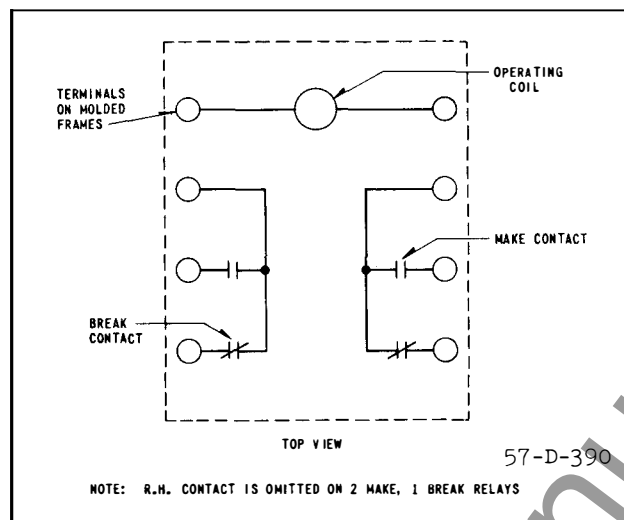 TERMINALS
ON MOLDED
FRAMES
OPERATING
COIL
MAKE CONTACT
BREAK
CONTACT
TOP VIEW
57-D-390
NOTE: R.H. CONTACT IS OMITTED ON 2 MAKE, 1 BREAK RELAYS